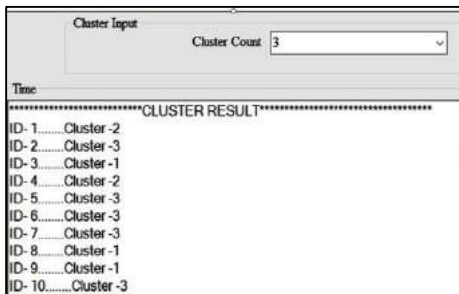 Cluster Input
Cluster Count 3
Time
****************************CLUSTER RESULT*************************************
ID- 1.......Cluster -2
ID- 2.......Cluster -3
ID- 3.......Cluster -1
ID- 4.......Cluster -2
ID- 5.......Cluster -3
ID- 6.......Cluster -3
ID- 7.......Cluster -3
ID- 8.......Cluster -1
ID- 9.......Cluster -1
ID- 10.......Cluster -3